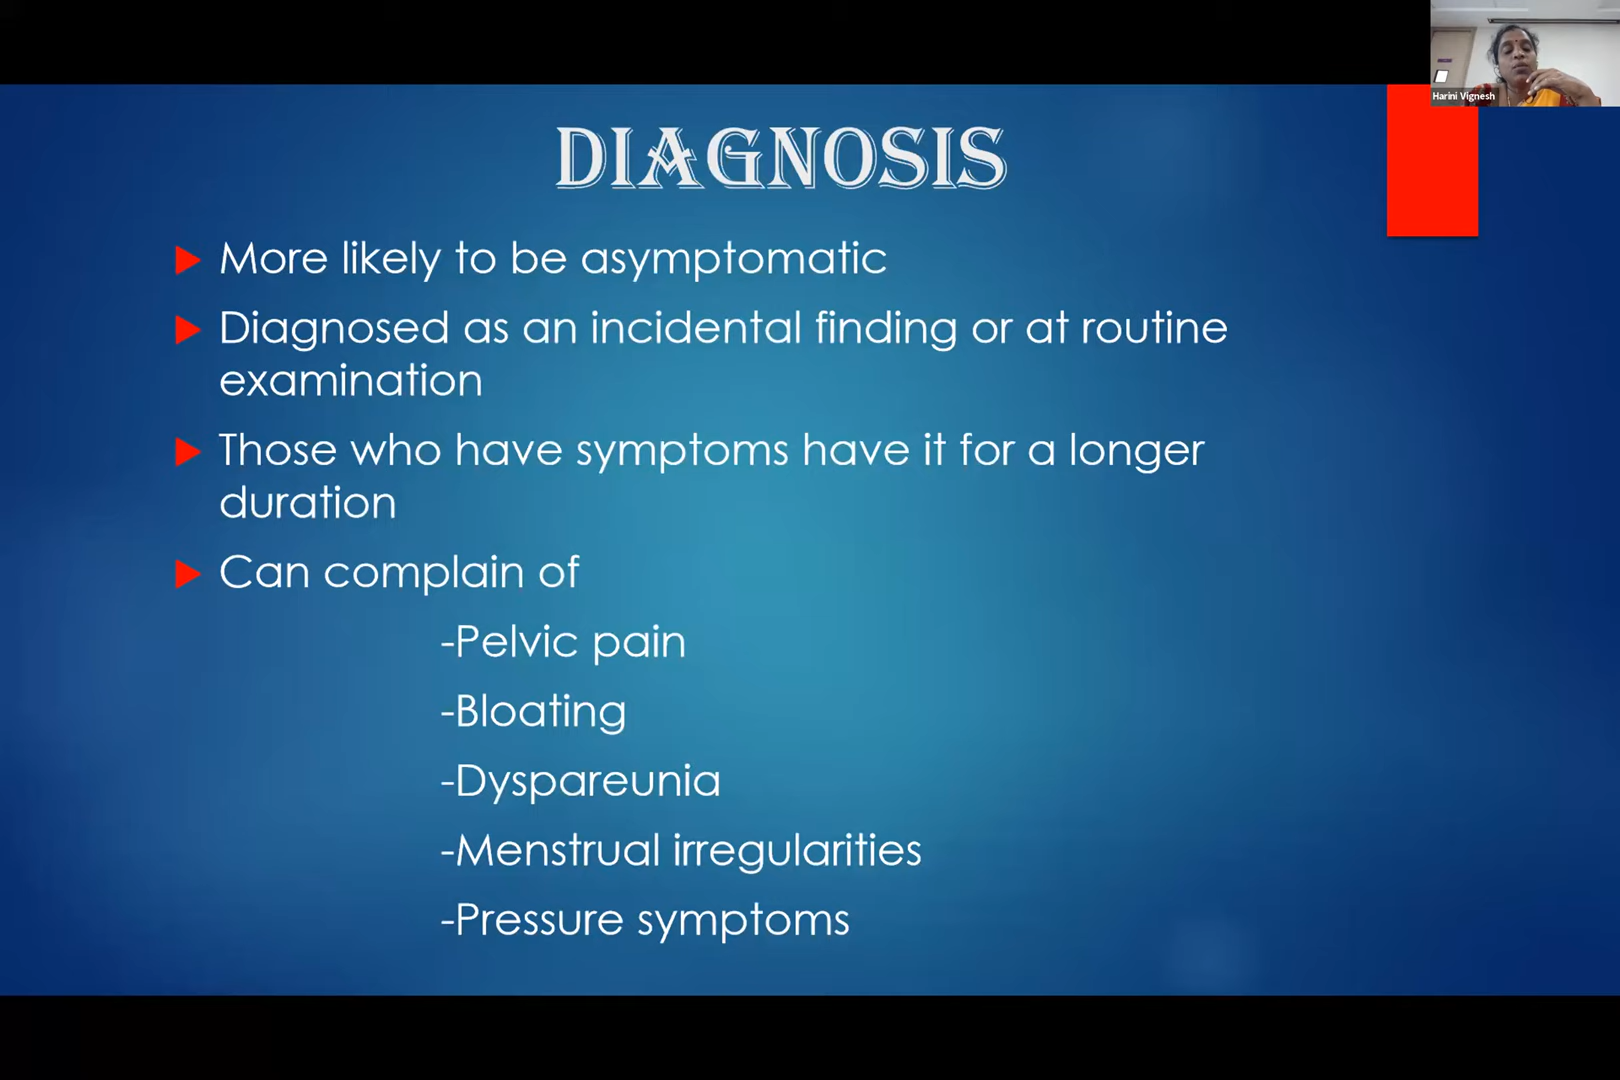 Harini Vignesh
DIAGNOSIS
More likely to be asymptomatic
Diagnosed as an incidental finding or at routine
examination
Those who have symptoms have it for a longer
duration
Can complain of
-Pelvic pain
-Bloating
-Dyspareunia
-Menstrual irregularities
-Pressure symptoms